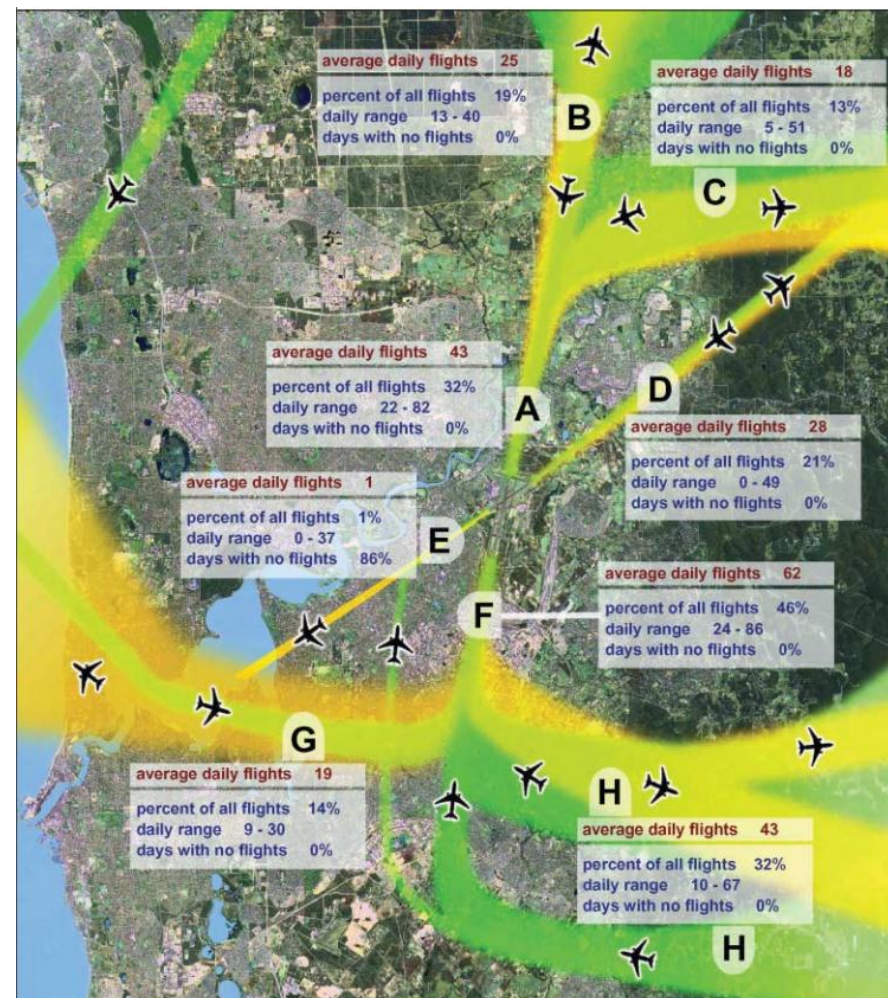 average daily flights 25
percent of all flights 19%
daily range 13 - 40
days with no flights 0%
B
average daily flights 18
percent of all flights 13%
daily range 5 - 51
days with no flights 0%
C
average daily flights 43
percent of all flights 32%
daily range 22 - 82
days with no flights 0%
A
D
average daily flights 28
percent of all flights 21%
daily range 0 - 49
days with no flights 0%
average daily flights 1
percent of all flights 1%
daily range 0 - 37
days with no flights 86%
E
F
average daily flights 62
percent of all flights 46%
daily range 24 - 86
days with no flights 0%
G
average daily flights 19
percent of all flights 14%
daily range 9 - 30
days with no flights 0%
H
average daily flights 43
percent of all flights 32%
daily range 10 - 67
days with no flights 0%
H